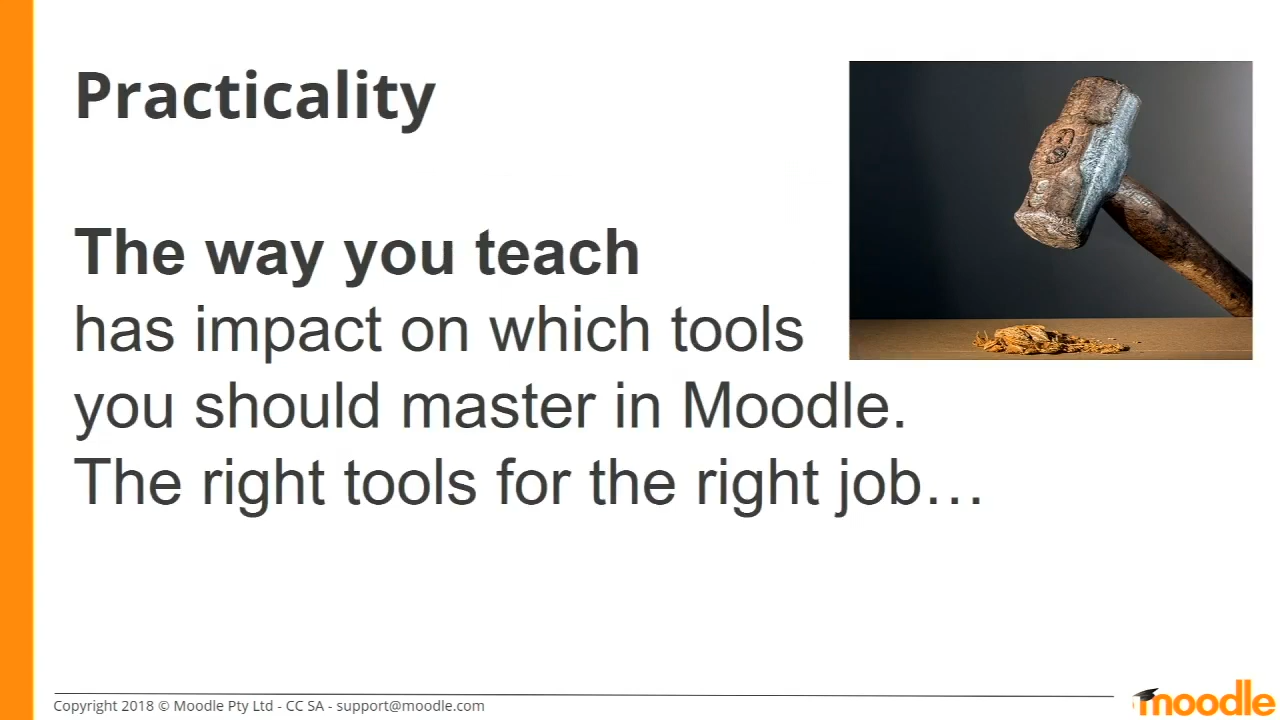 Practicality
The way you teach
has impact on which tools
you should master in Moodle.
The right tools for the right job…
Copyright 2018 © Moodle Pty Ltd - CC SA - support@moodle.com
moodle